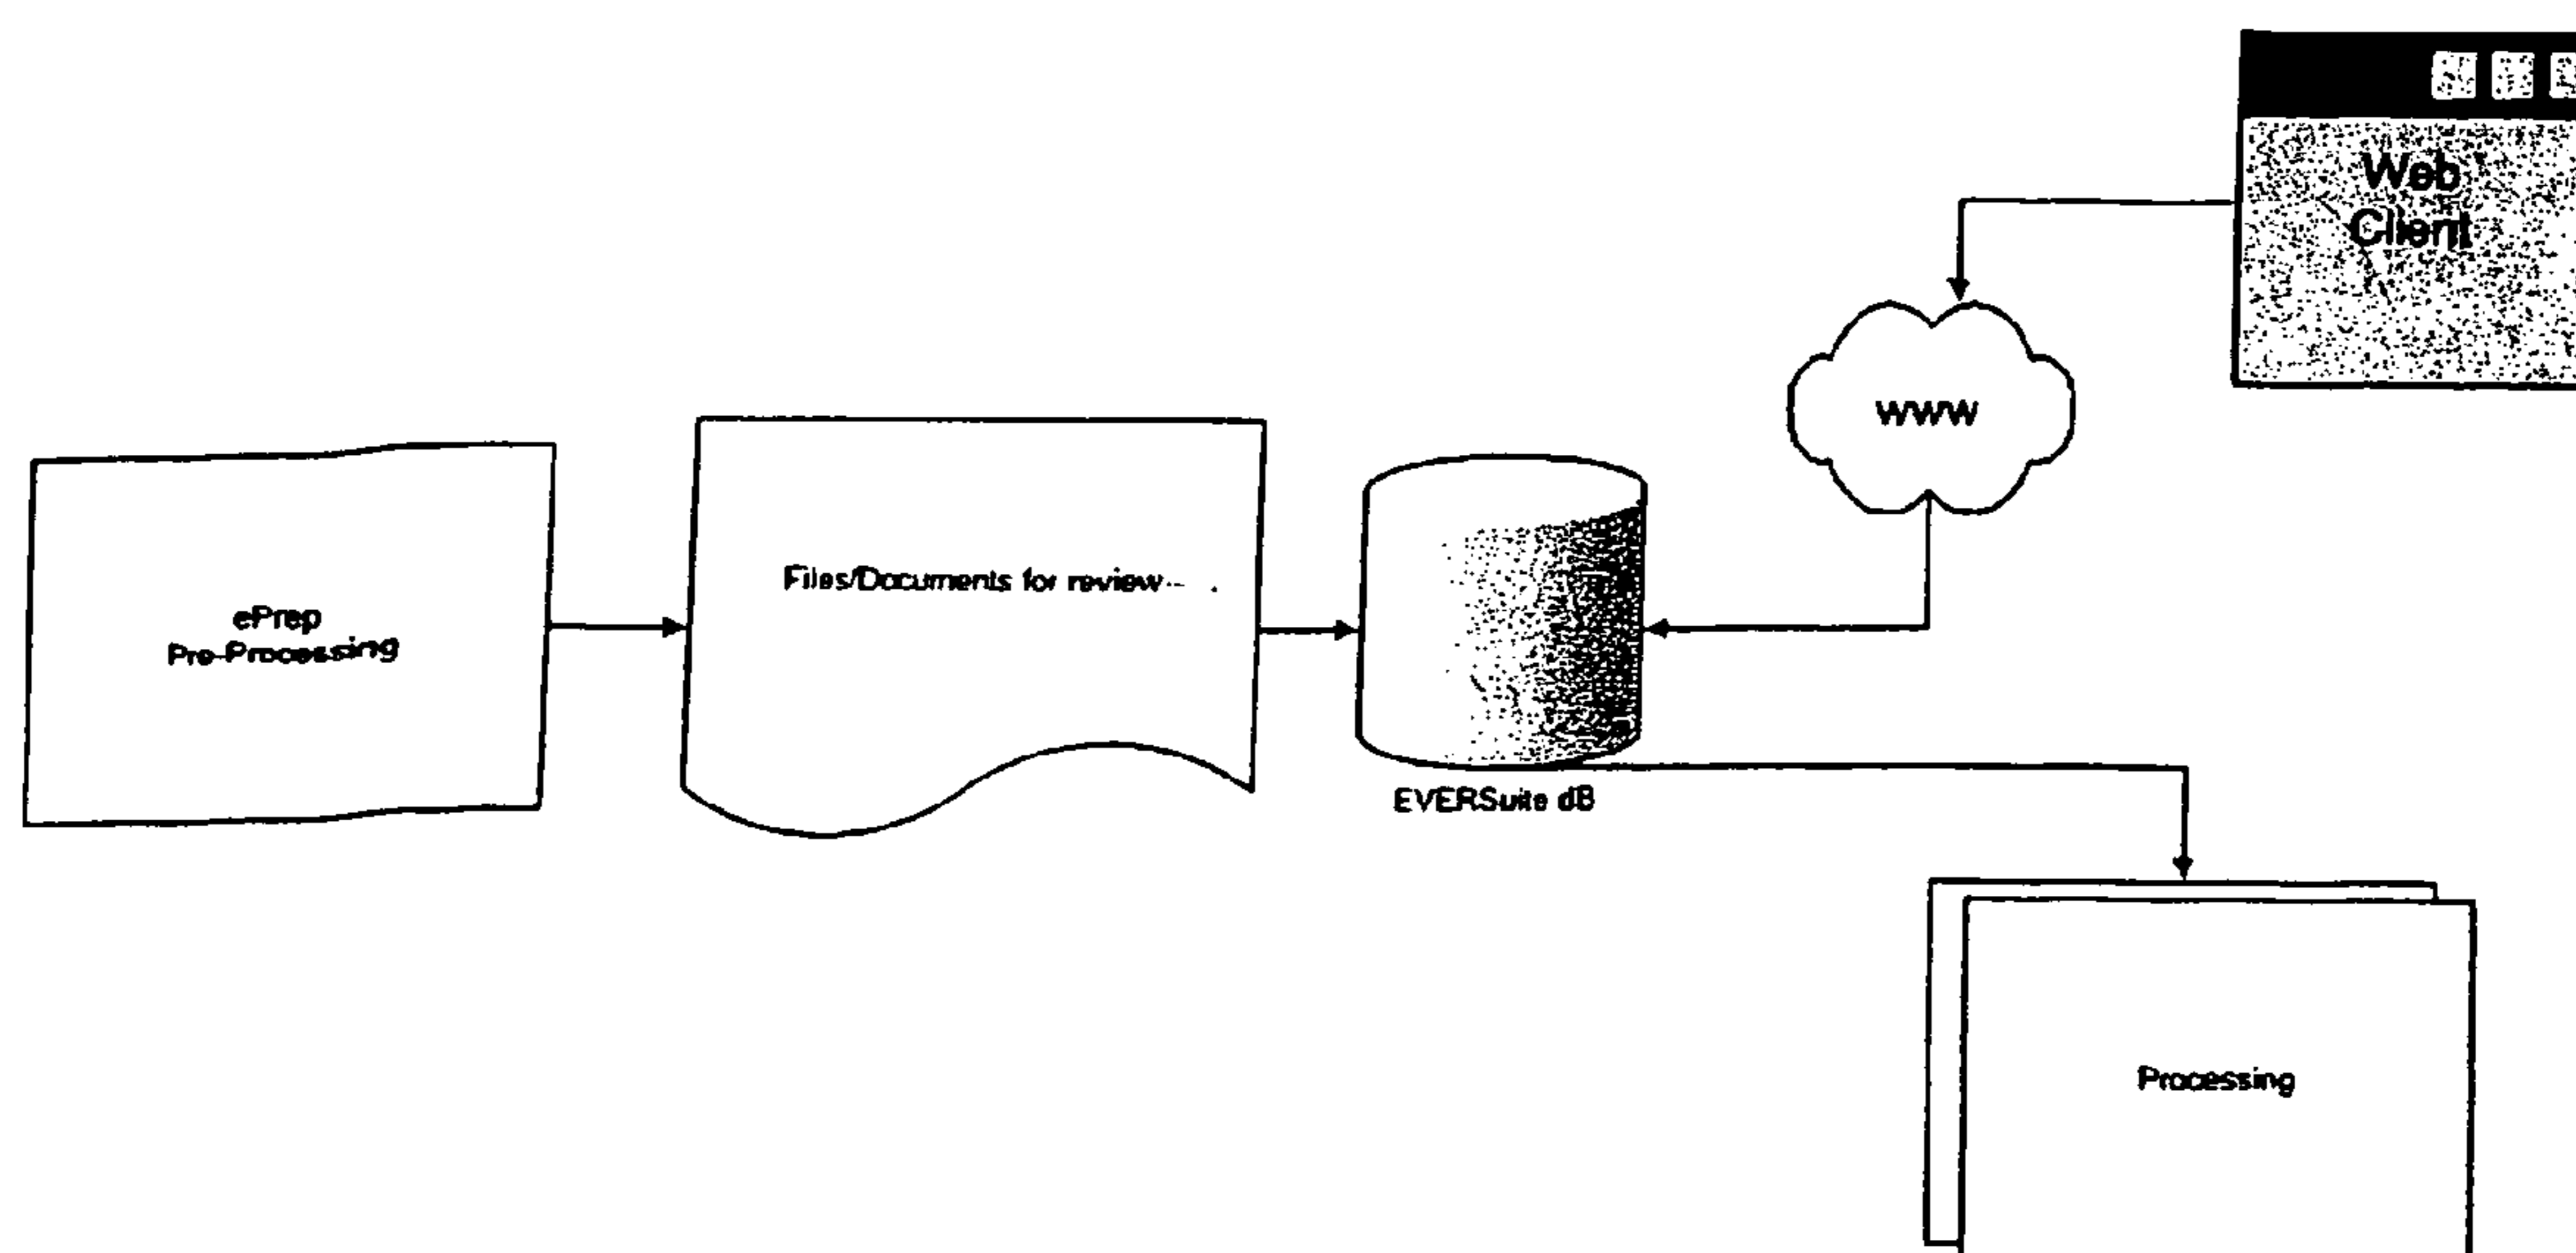 Web
Client
WWW
ePrep
Pre-Processing
Files/Documents for review
EVERSuite dB
Processing